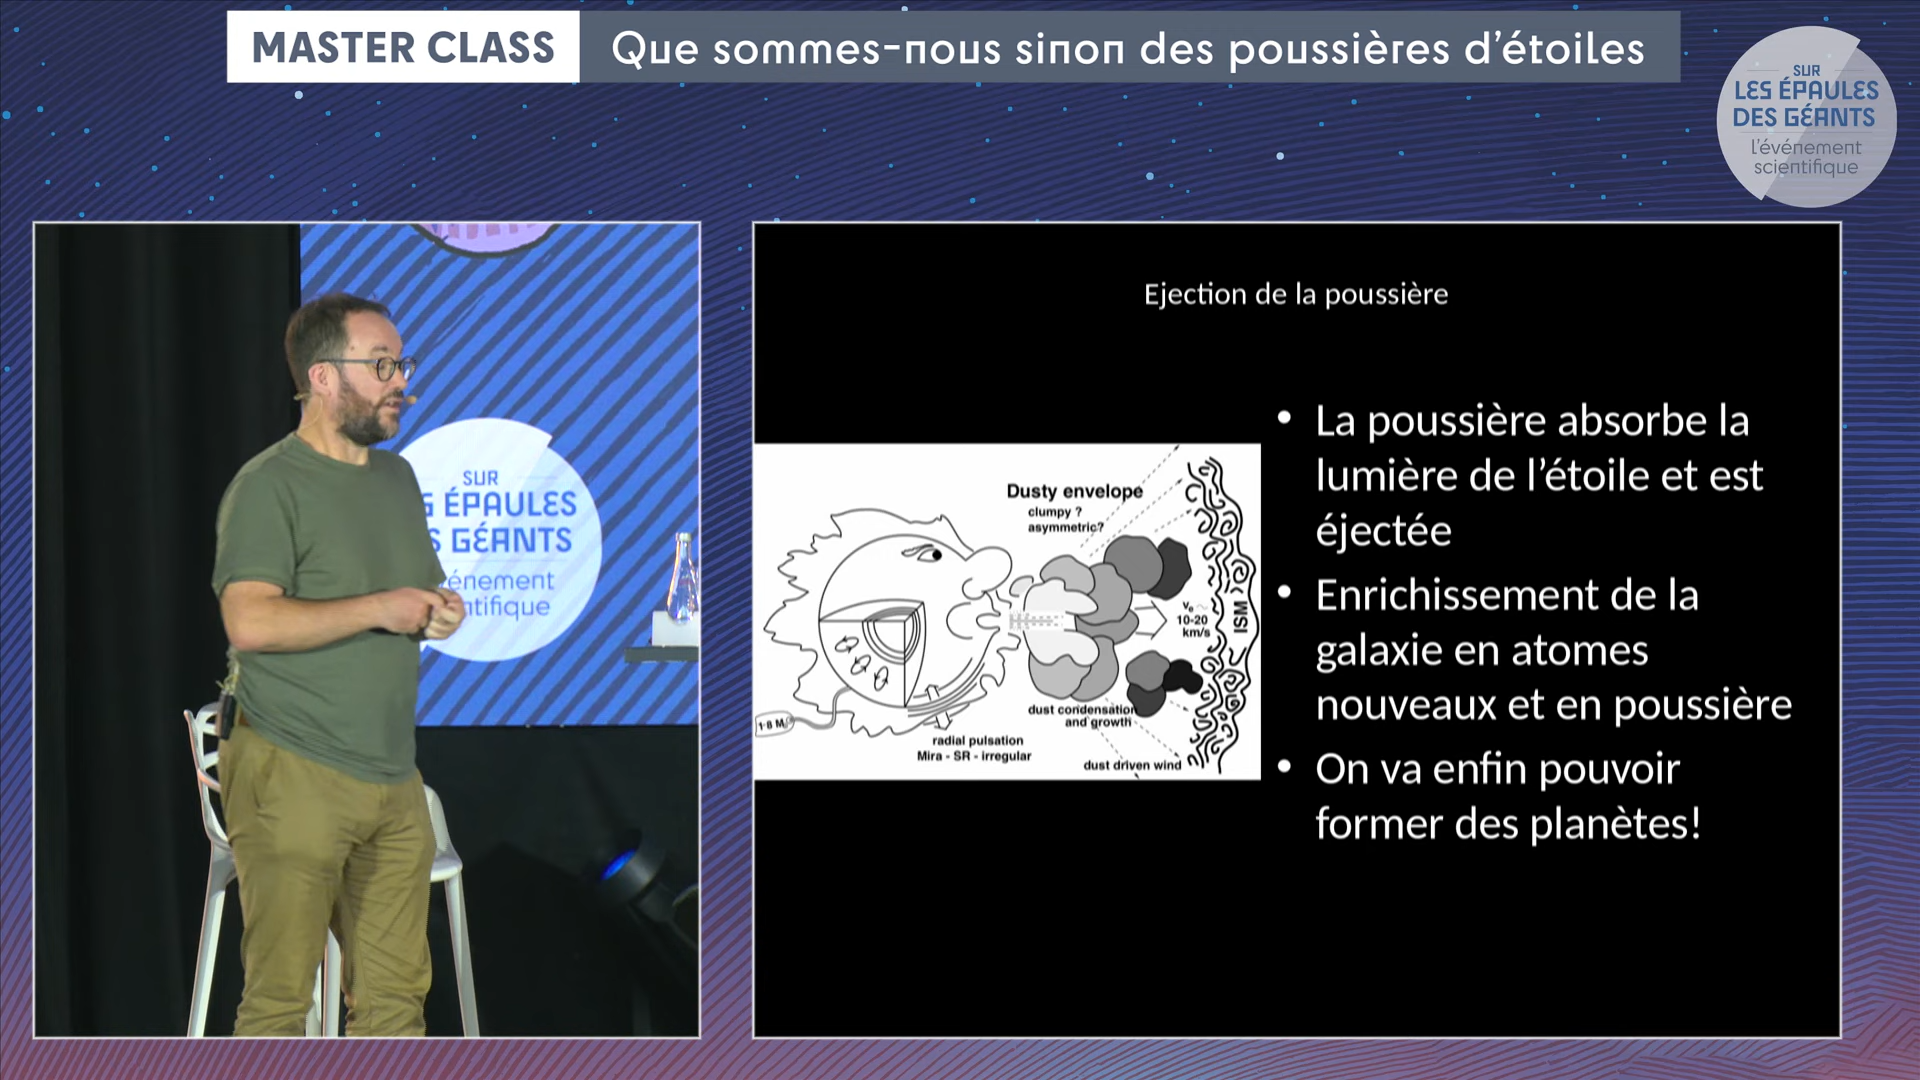 MASTER CLASS
Que sommes-nous sinon des poussières d'étoiles
SUR
LES ÉPAULES
DES GÉANTS
l'événement
scientifique
SUR
S ÉPAULES
S GÉANTS
énement
ntifique
Ejection de la poussière
Dusty envelope
clumpy ?
asymmetric?
1-8 M
radial pulsation
Mira - SR - irregular
dust condensation
and growth
dust driven wind
10-20
km/s
ISM
• La poussière absorbe la
lumière de l'étoile et est
éjectée
• Enrichissement de la
galaxie en atomes
nouveaux et en poussière
• On va enfin pouvoir
former des planètes!